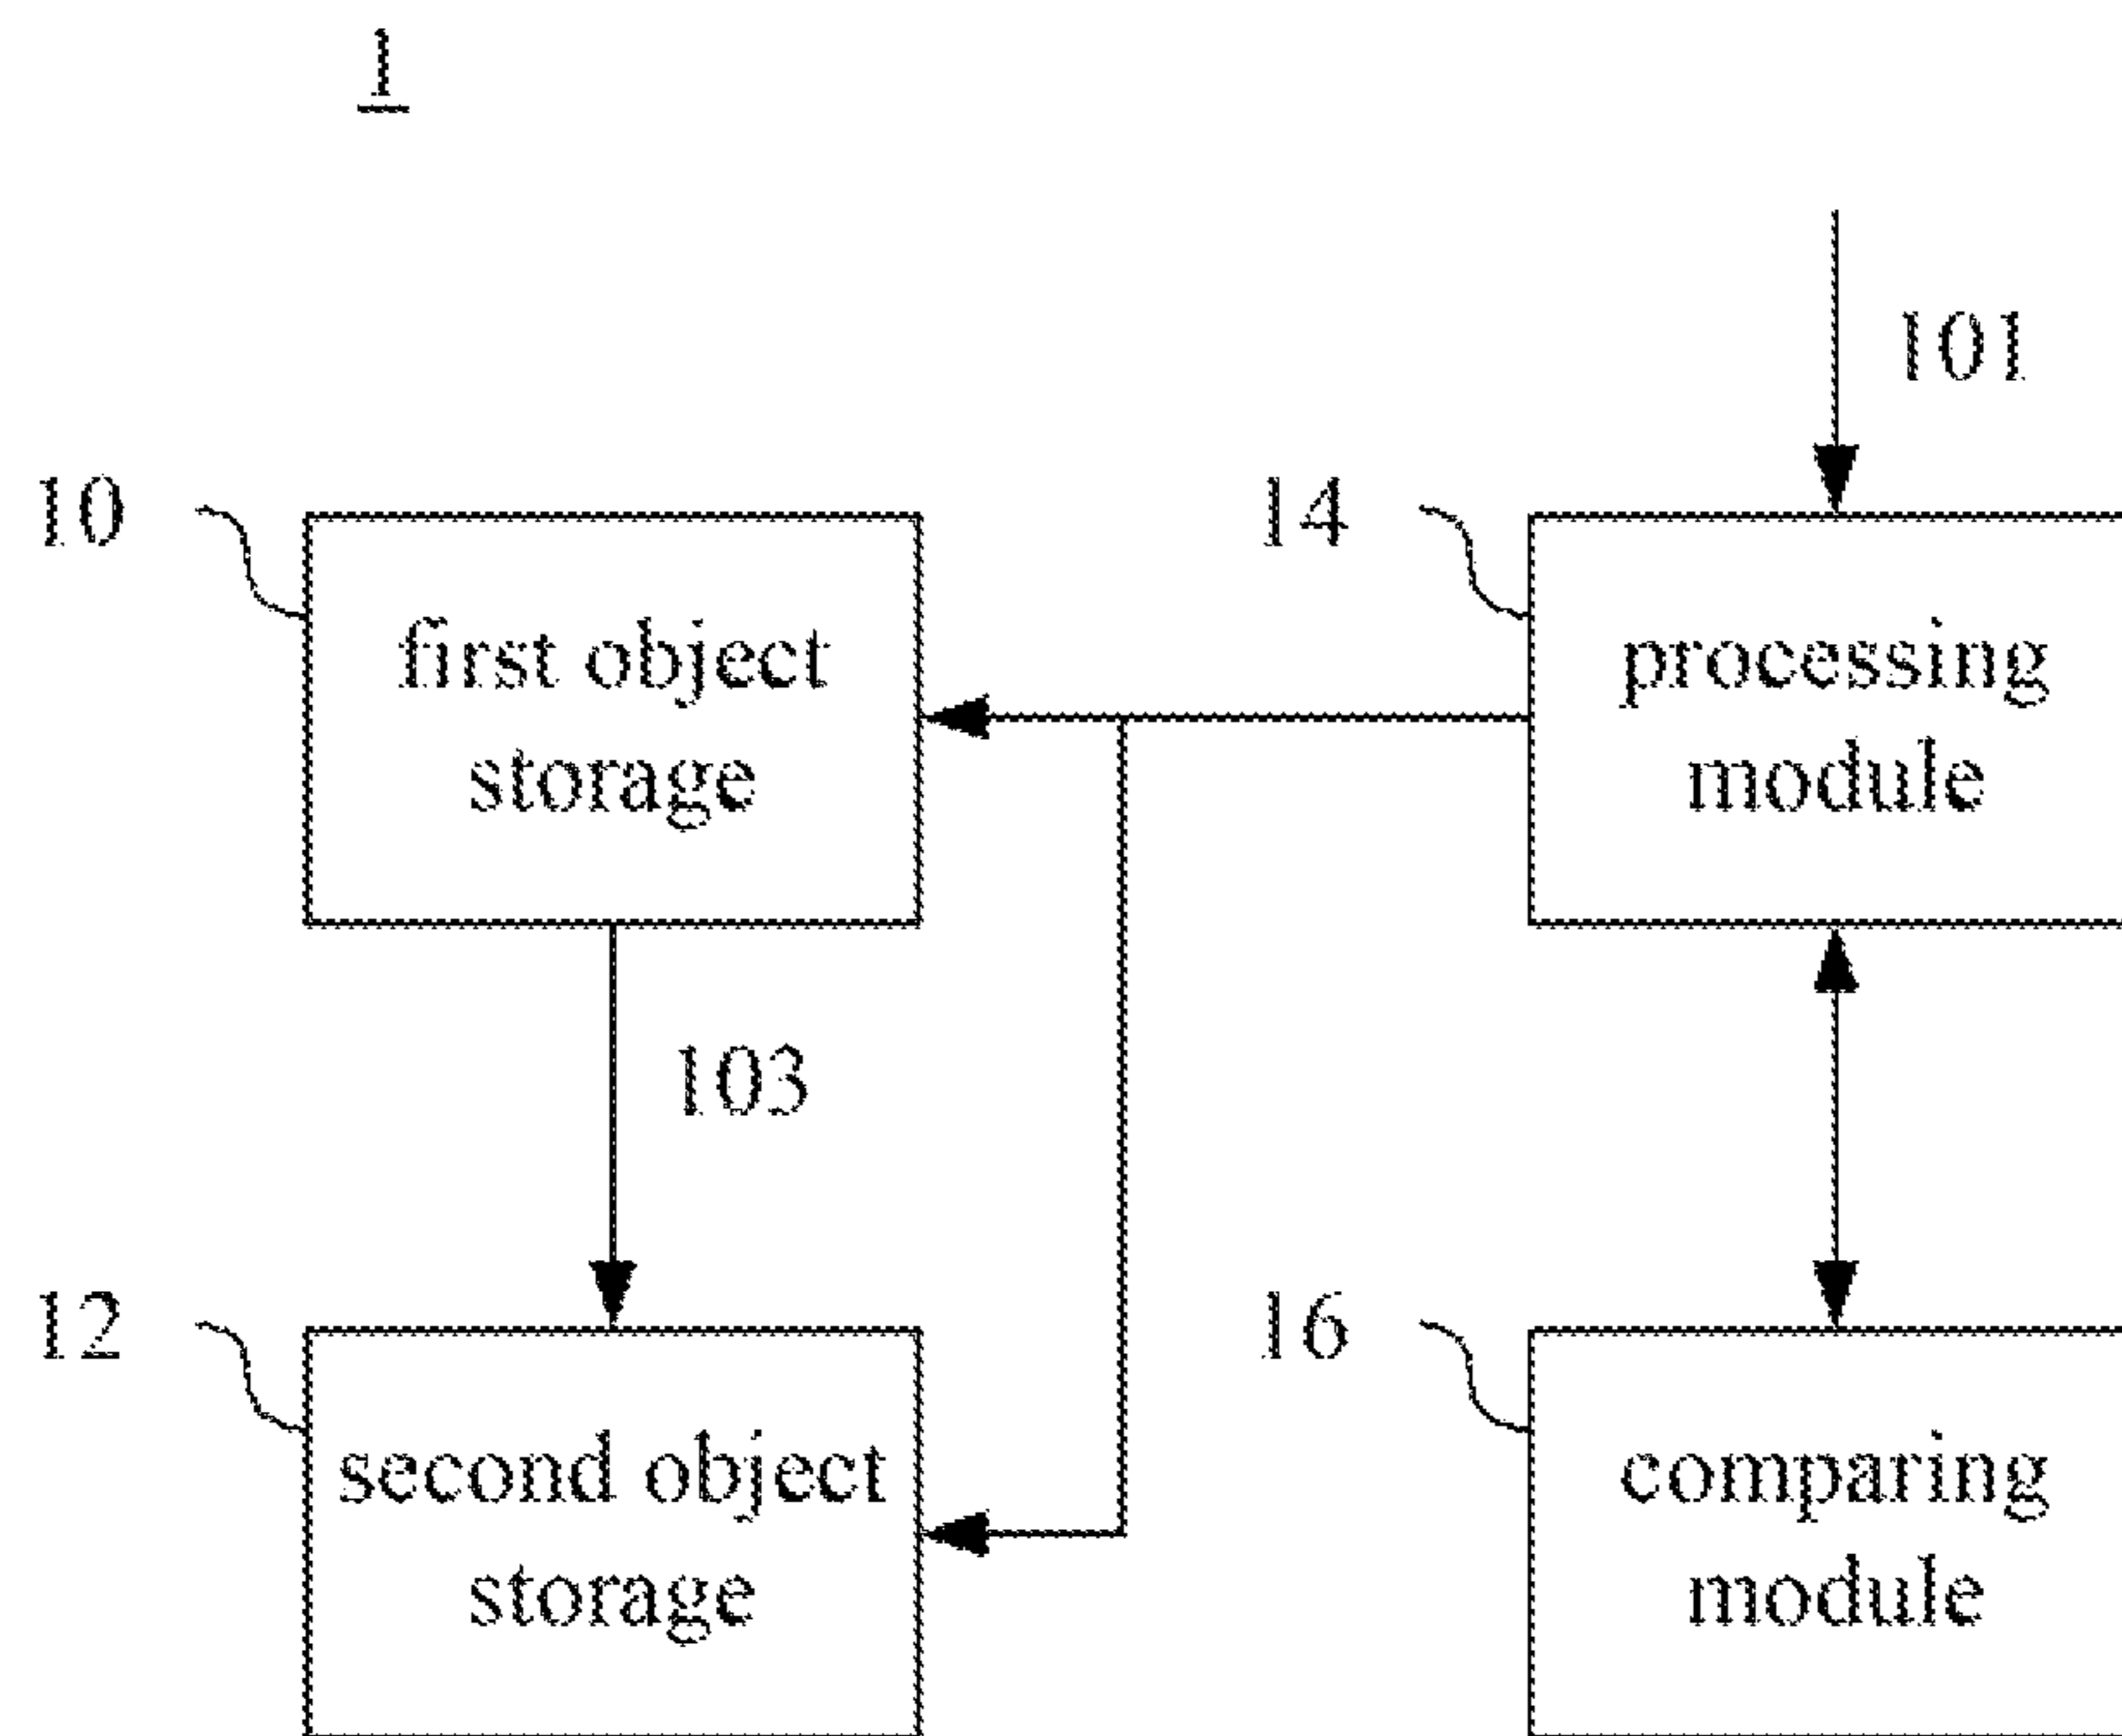 1
101
10
first object
storage
14
processing
module
103
12
second object
storage
16
comparing
module